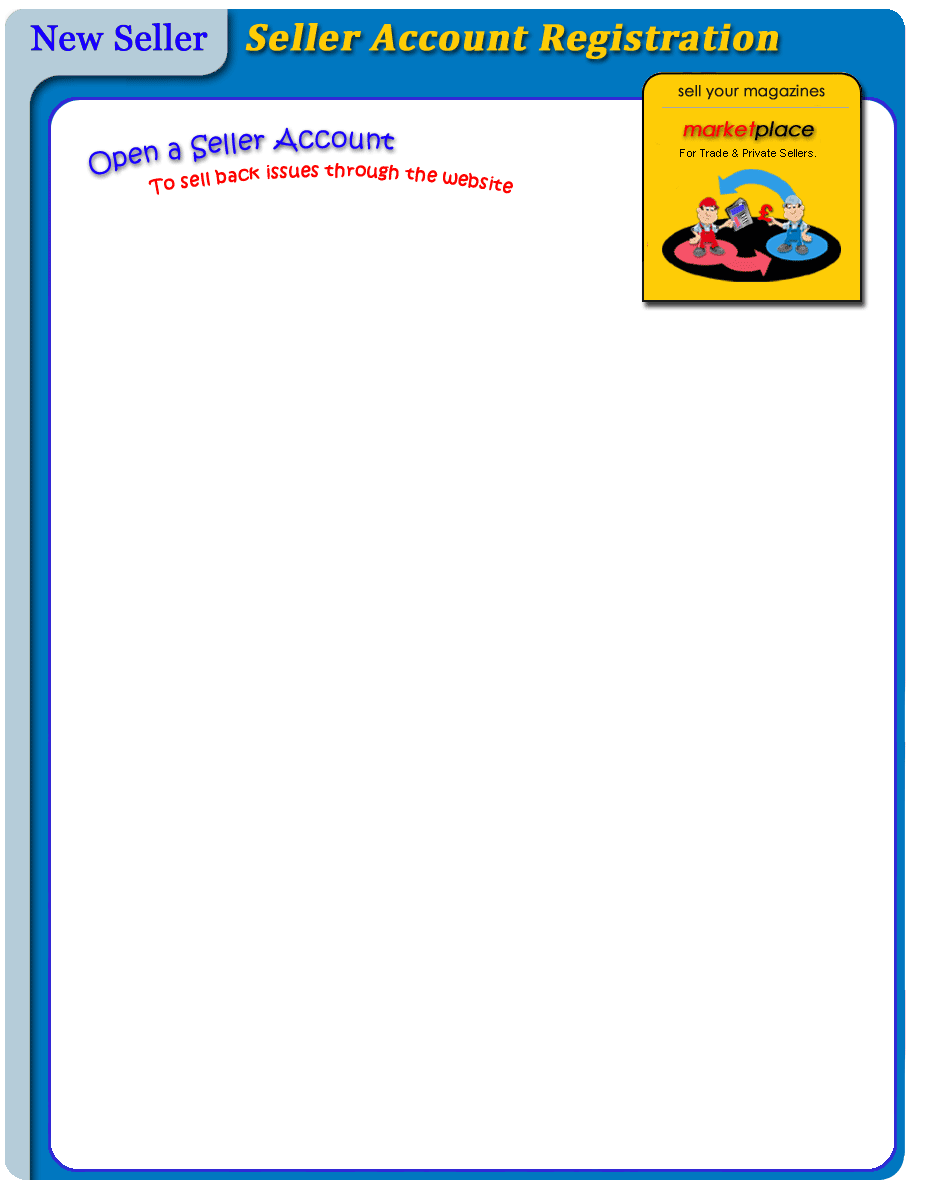 New Seller
Seller Account Registration
sell your magazines
marketplace
For Trade & Private Sellers.
£
Open a Seller Account
To sell back issues through the website